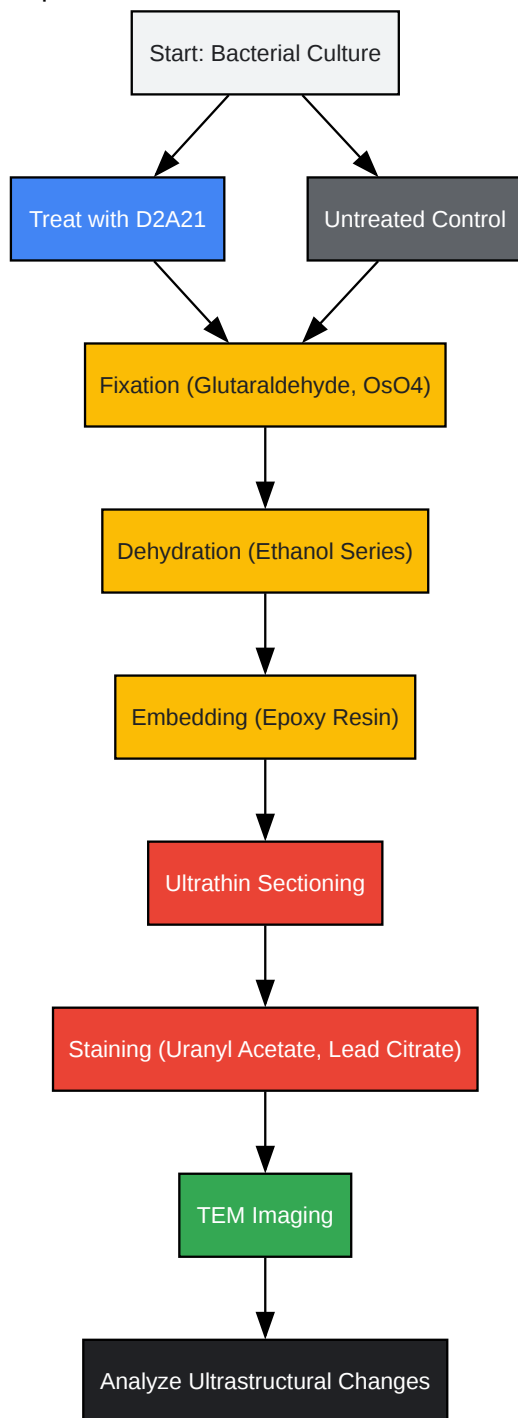 Start: Bacterial Culture
Treat with D2A21
Untreated Control
Fixation (Glutaraldehyde, OsO4)
Dehydration (Ethanol Series)
Embedding (Epoxy Resin)
Ultrathin Sectioning
Staining (Uranyl Acetate, Lead Citrate)
TEM Imaging
Analyze Ultrastructural Changes